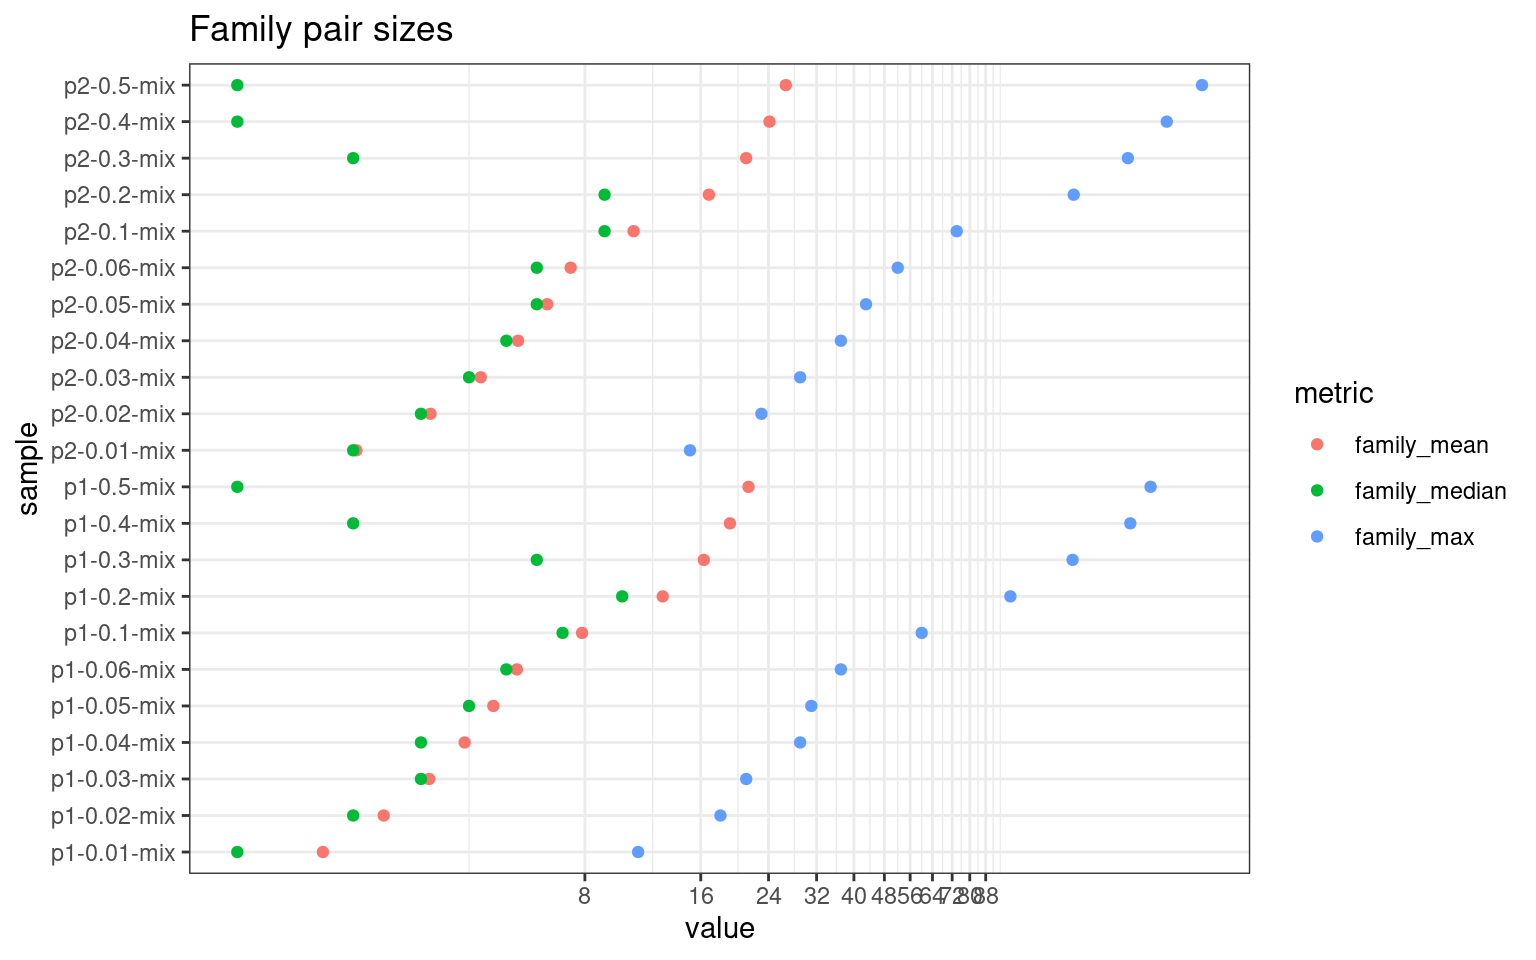 Family pair sizes
p2-0.5-mix
p2-0.4-mix
p2-0.3-mix
p2-0.2-mix
p2-0.1-mix
p2-0.06-mix
p2-0.05-mix
p2-0.04-mix
p2-0.03-mix
p2-0.02-mix
p2-0.01-mix
p1-0.5-mix
p1-0.4-mix
p1-0.3-mix
p1-0.2-mix
p1-0.1-mix
p1-0.06-mix
p1-0.05-mix
p1-0.04-mix
p1-0.03-mix
p1-0.02-mix
p1-0.01-mix
sample
8 16 24 32 40 48 56 64 72 80 88
value
metric
family_mean
family_median
family_max